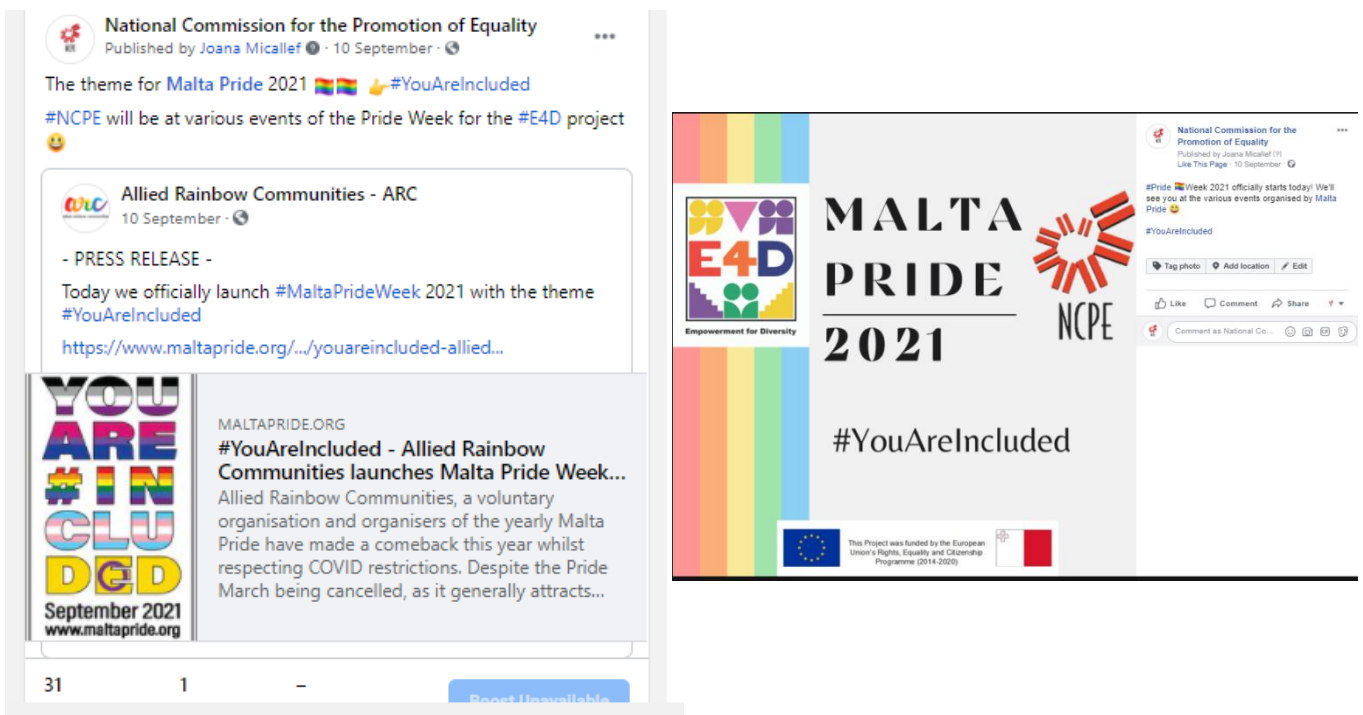 National Commission for the Promotion of Equality
Published by Joana Micallef · 10 September ·
The theme for Malta Pride 2021 🏳️‍🌈🏳️‍🌈 👉#YouAreIncluded
#NCPE will be at various events of the Pride Week for the #E4D project
😃
arc
Allied Rainbow Communities - ARC
10 September ·
- PRESS RELEASE -
Today we officially launch #MaltaPrideWeek 2021 with the theme
#YouAreIncluded
https://www.maltapride.org/.../youareincluded-allied...
YOU
ARE
#IN
CLU
DED
September 2021
www.maltapride.org
MALTAPRIDE.ORG
#YouAreIncluded - Allied Rainbow
Communities launches Malta Pride Week...
Allied Rainbow Communities, a voluntary
organisation and organisers of the yearly Malta
Pride have made a comeback this year whilst
respecting COVID restrictions. Despite the Pride
March being cancelled, as it generally attracts...
31 1 –
Boost Unavailable
E4D
Empowerment for Diversity
MALTA
PRIDE
2021
NCPE
#YouAreIncluded
This Project was funded by the European
Union's Rights, Equality and Citizenship
Programme (2014-2020)
National Commission for the
Promotion of Equality
Published by Joana Micallef [?]
Like This Page · 10 September ·
#Pride 🏳️‍🌈Week 2021 officially starts today! We'll
see you at the various events organised by Malta
Pride 😃
#YouAreIncluded
Tag photo Add location Edit
Like Comment Share
Comment as National Co...